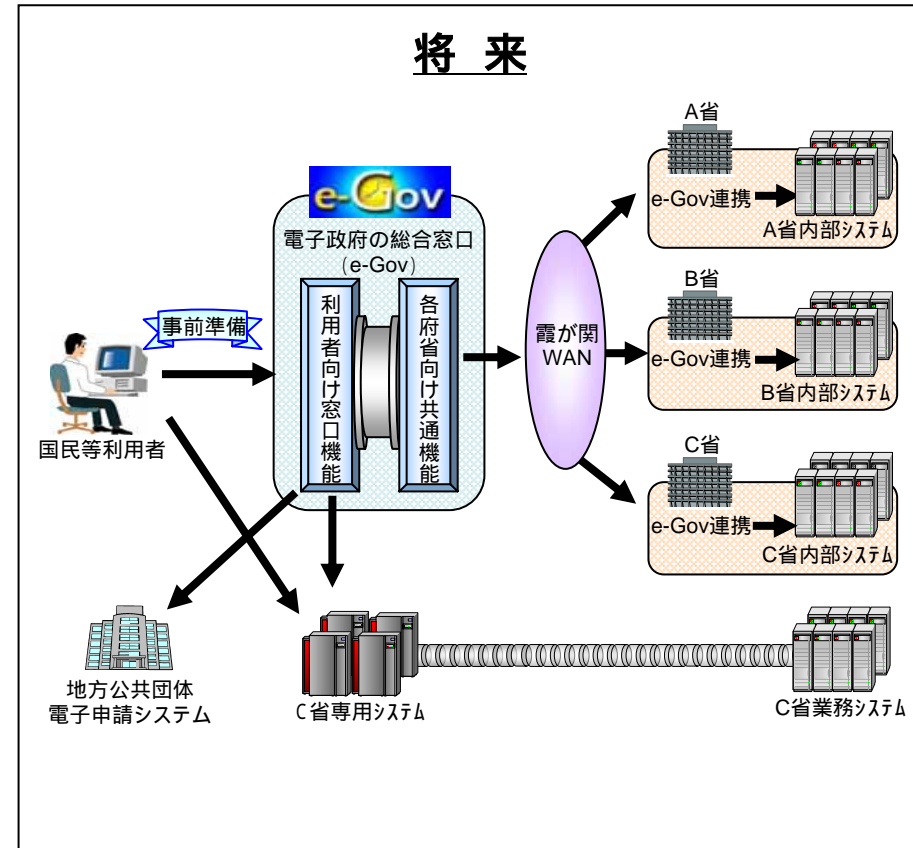 将 来
e-Gov
電子政府の総合窓口
(e-Gov)
利用者向け窓口機能
各府省向け共通機能
事前準備
国民等利用者
霞が関
WAN
A省
e-Gov連携
A省内部システム
B省
e-Gov連携
B省内部システム
C省
e-Gov連携
C省内部システム
地方公共団体
電子申請システム
C省専用システム
C省業務システム